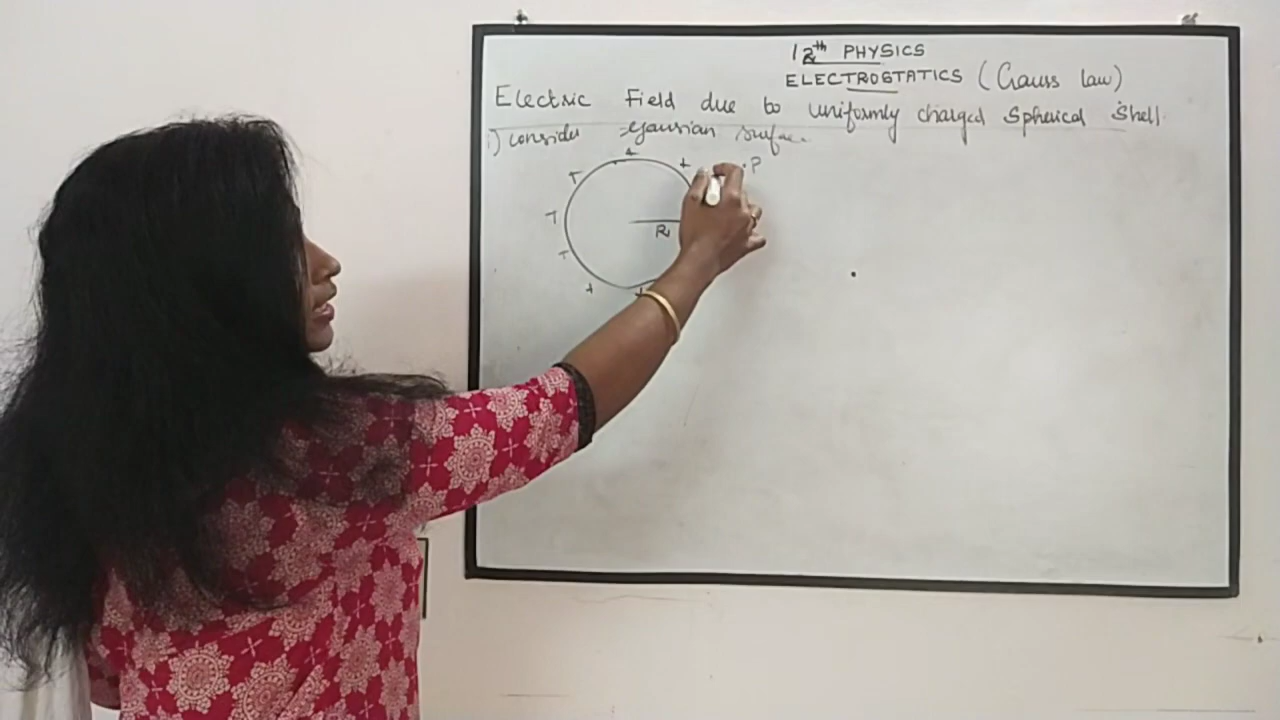 12th PHYSICS
ELECTROSTATICS (Gauss law)
Electric Field due to uniformly charged Spherical Shell
i) consider Gaussian surface
P
R